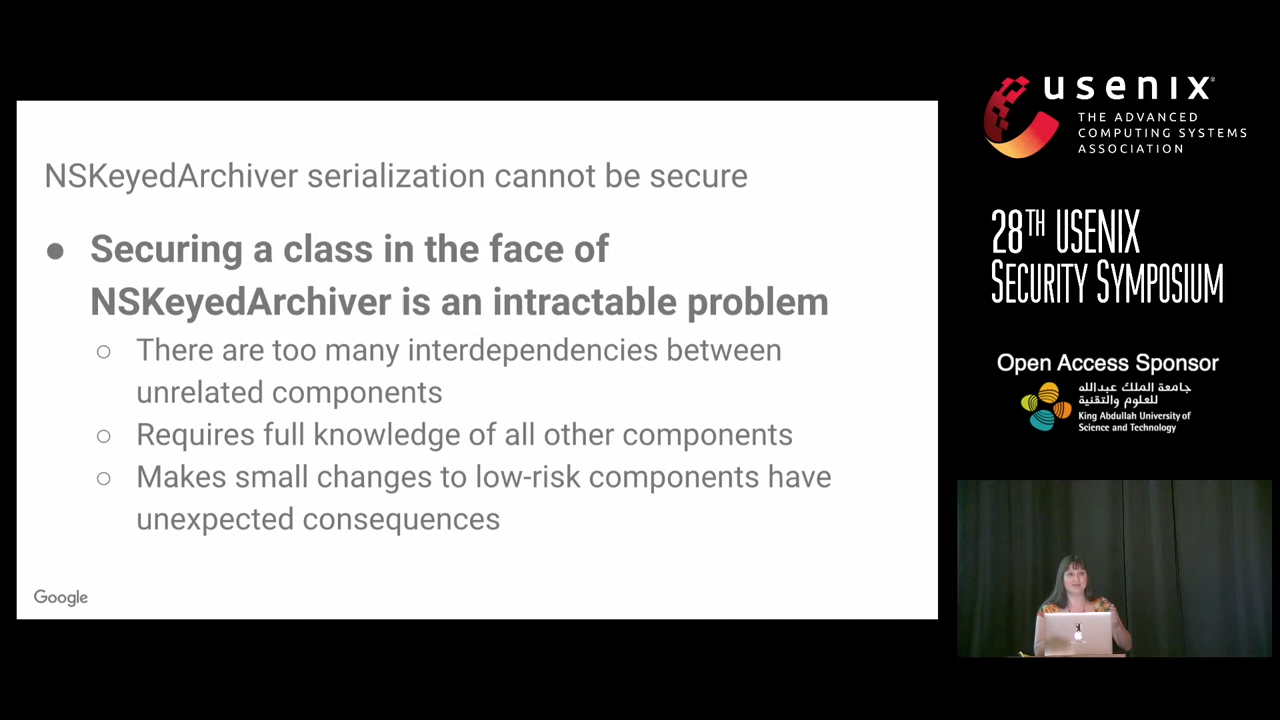 NSKeyedArchiver serialization cannot be secure
● Securing a class in the face of
NSKeyedArchiver is an intractable problem
○ There are too many interdependencies between
unrelated components
○ Requires full knowledge of all other components
○ Makes small changes to low-risk components have
unexpected consequences
Google
usenix
THE ADVANCED
COMPUTING SYSTEMS
ASSOCIATION
28TH USENIX
SECURITY SYMPOSIUM
Open Access Sponsor
جامعة الملك عبدالله
للعلوم والتقنية
King Abdullah University of
Science and Technology